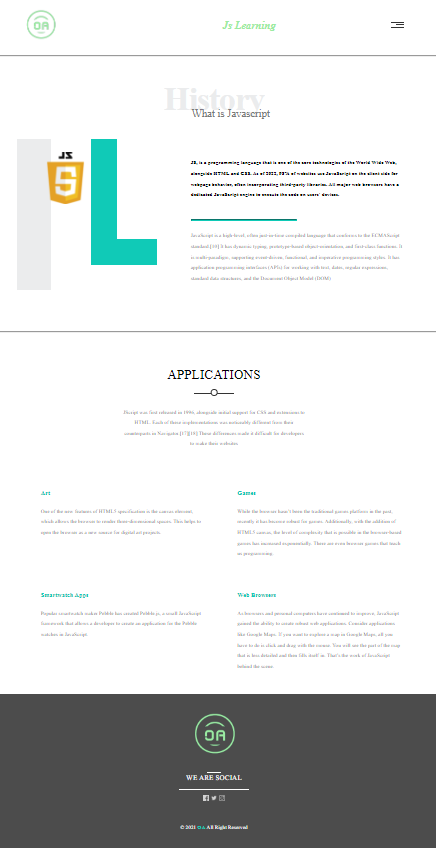 OA
Js Learning
History
What is Javascript
JS
5
JS, is a programming language that is one of the core technologies of the World Wide Web,
alongside HTML and CSS. As of 2022, 98% of websites use JavaScript on the client side for
webpage behavior, often incorporating third-party libraries. All major web browsers have a
dedicated JavaScript engine to execute the code on users' devices.
JavaScript is a high-level, often just-in-time compiled language that conforms to the ECMAScript
standard.[10] It has dynamic typing, prototype-based object-orientation, and first-class functions. It
is multi-paradigm, supporting event-driven, functional, and imperative programming styles. It has
application programming interfaces (APIs) for working with text, dates, regular expressions,
standard data structures, and the Document Object Model (DOM)
APPLICATIONS
JScript was first released in 1996, alongside initial support for CSS and extensions to
HTML. Each of these implementations was noticeably different from their
counterparts in Navigator.[17][18] These differences made it difficult for developers
to make their websites
Art
One of the new features of HTML5 specification is the canvas element,
which allows the browser to render three-dimensional spaces. This helps to
open the browser as a new source for digital art projects.
Games
While the browser hasn't been the traditional games platform in the past,
recently it has become robust for games. Additionally, with the addition of
HTML5 canvas, the level of complexity that is possible in the browser-based
games has increased exponentially. There are even browser games that teach
us programming.
Smartwatch Apps
Popular smartwatch maker Pebble has created Pebble.js, a small JavaScript
framework that allows a developer to create an application for the Pebble
watches in JavaScript.
Web Browsers
As browsers and personal computers have continued to improve, JavaScript
gained the ability to create robust web applications. Consider applications
like Google Maps. If you want to explore a map in Google Maps, all you
have to do is click and drag with the mouse. You will see the part of the map
that is less detailed and then fills itself in. That's the work of JavaScript
behind the scene.
OA
WE ARE SOCIAL
© 2021 OA All Right Reserved